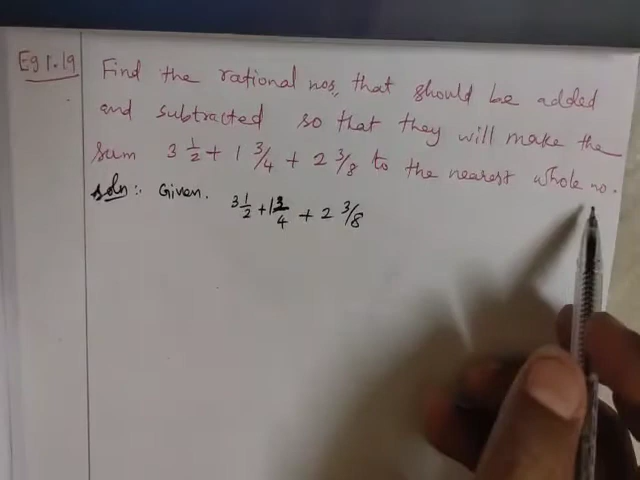 Eg 1.19
Find the rational nos, that should be added
and subtracted so that they will make the
sum 3 1/2 + 1 3/4 + 2 3/8 to the nearest whole no.
soln :. Given. 3 1/2 + 1 3/4 + 2 3/8